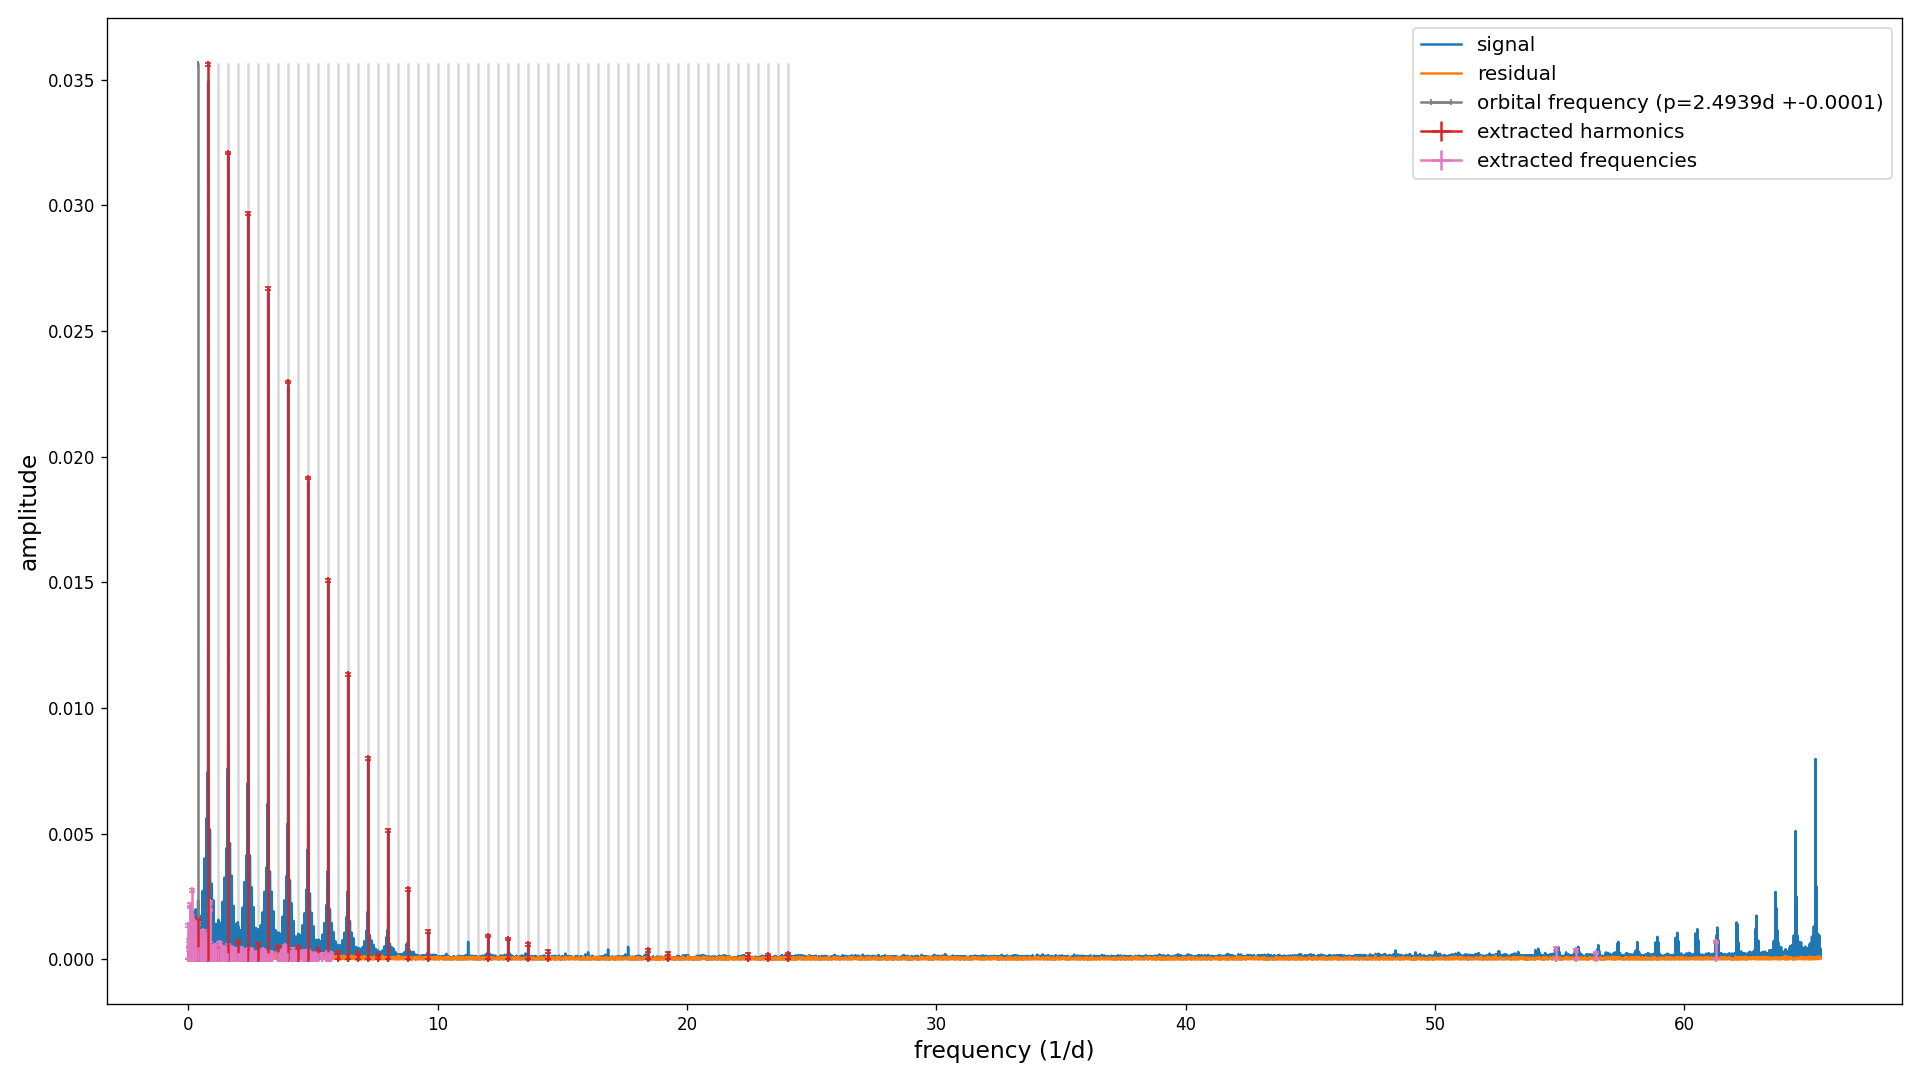 signal
residual
orbital frequency (p=2.4939d +-0.0001)
extracted harmonics
extracted frequencies
0.035
0.030
0.025
0.020
0.015
0.010
0.005
0.000
amplitude
0 10 20 30 40 50 60
frequency (1/d)